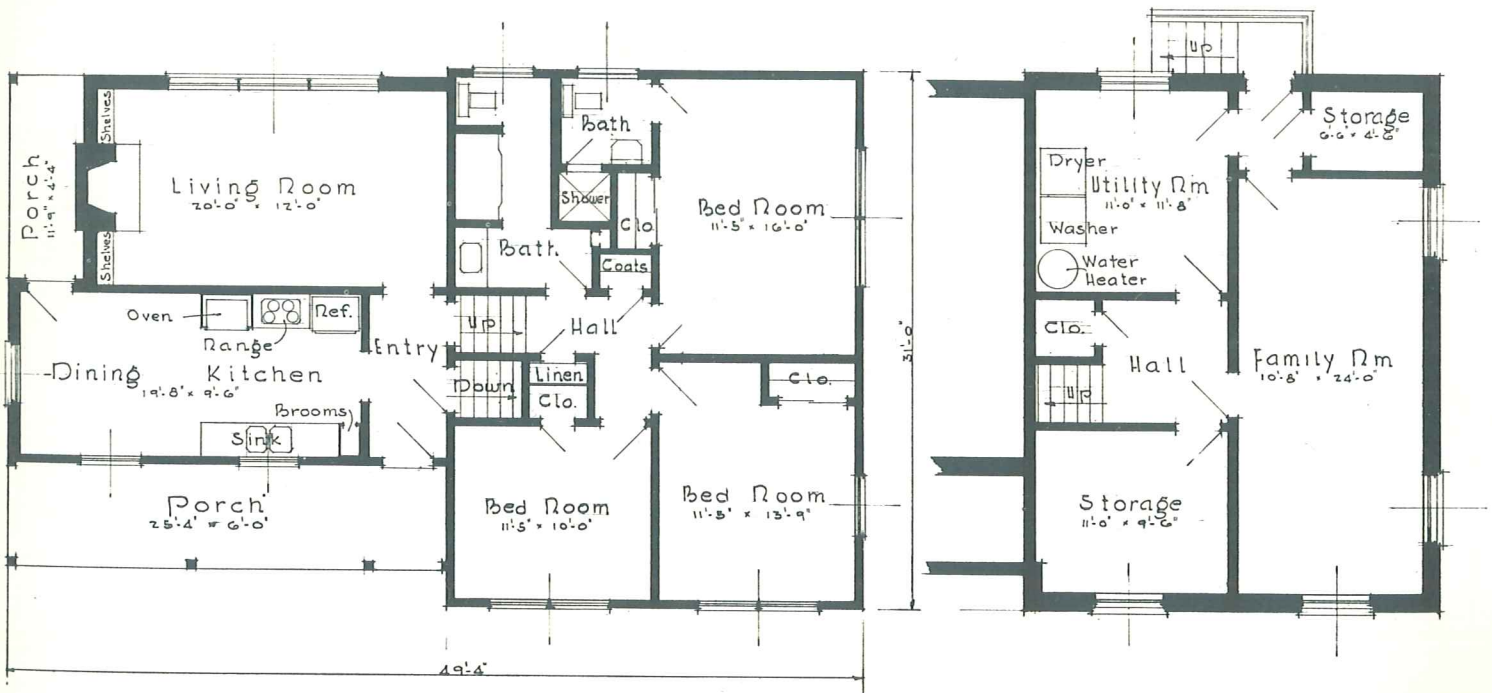 Porch
11'-9" x 4'-4"
Shelves
Shelves
Living Room
20'-0" x 12'-0"
Bath
Shower
Clo.
Bed Room
11'-5" x 16'-0"
Bath.
Coats
Oven
Range
Ref.
Entry
Up
Hall
Dining Kitchen
19'-8" x 9'-6"
Down
Linen
Clo.
Clo.
Brooms
Sink
Porch
25'-4" x 6'-0"
Bed Room
11'-5" x 10'-0"
Bed Room
11'-5" x 13'-9"
31'-0"
49'-4"
Up
Storage
6'-6" x 4'-6"
Dryer
Utility Rm
11'-0" x 11'-8"
Washer
Water
Heater
Clo.
Hall
Up
Family Rm
10'-8" x 24'-0"
Storage
11'-0" x 9'-6"